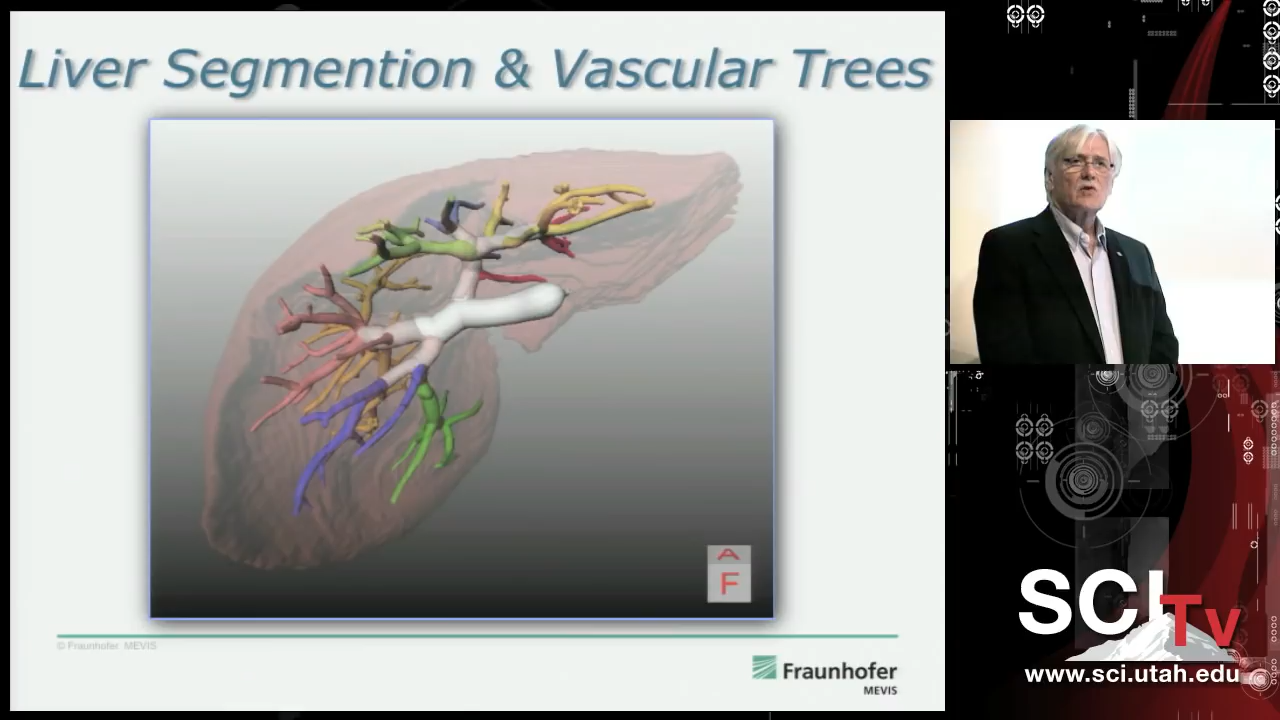 Liver Segmention & Vascular Trees
A
F
© Fraunhofer MEVIS
Fraunhofer
MEVIS
SCI
Tv
www.sci.utah.edu